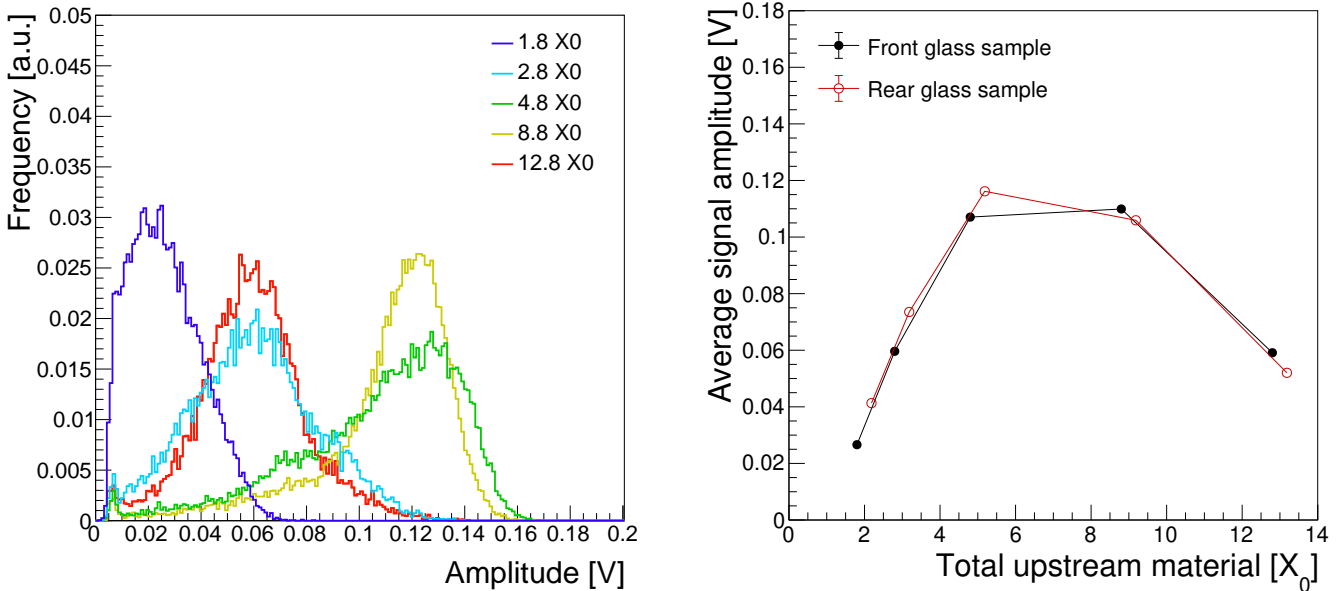 Frequency [a.u.]
0.05
0.045
0.04
0.035
0.03
0.025
0.02
0.015
0.01
0.005
0
1.8 X0
2.8 X0
4.8 X0
8.8 X0
12.8 X0
0 0.02 0.04 0.06 0.08 0.1 0.12 0.14 0.16 0.18 0.2
Amplitude [V]
Average signal amplitude [V]
0.18
0.16
0.14
0.12
0.1
0.08
0.06
0.04
0.02
0
Front glass sample
Rear glass sample
0 2 4 6 8 10 12 14
Total upstream material [X₀]